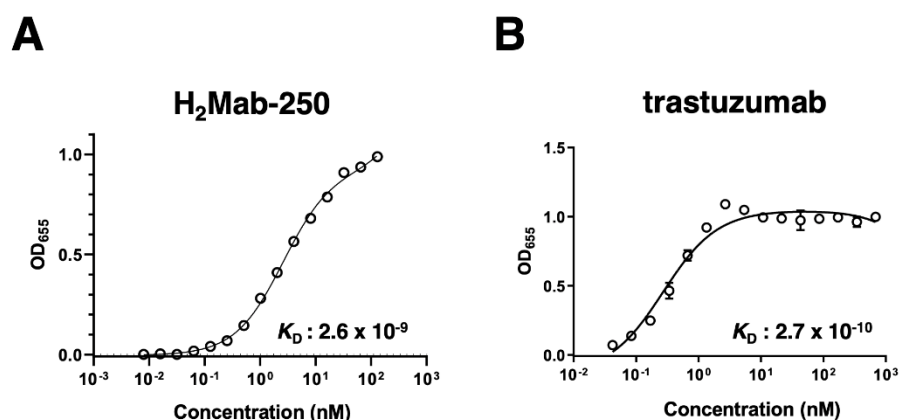 A
H₂Mab-250
OD₆₅₅
1.0
0.5
0.0
K_D : 2.6 x 10⁻⁹
10⁻³ 10⁻² 10⁻¹ 10⁰ 10¹ 10² 10³
Concentration (nM)
B
trastuzumab
OD₆₅₅
1.5
1.0
0.5
0.0
K_D : 2.7 x 10⁻¹⁰
10⁻² 10⁻¹ 10⁰ 10¹ 10² 10³
Concentration (nM)